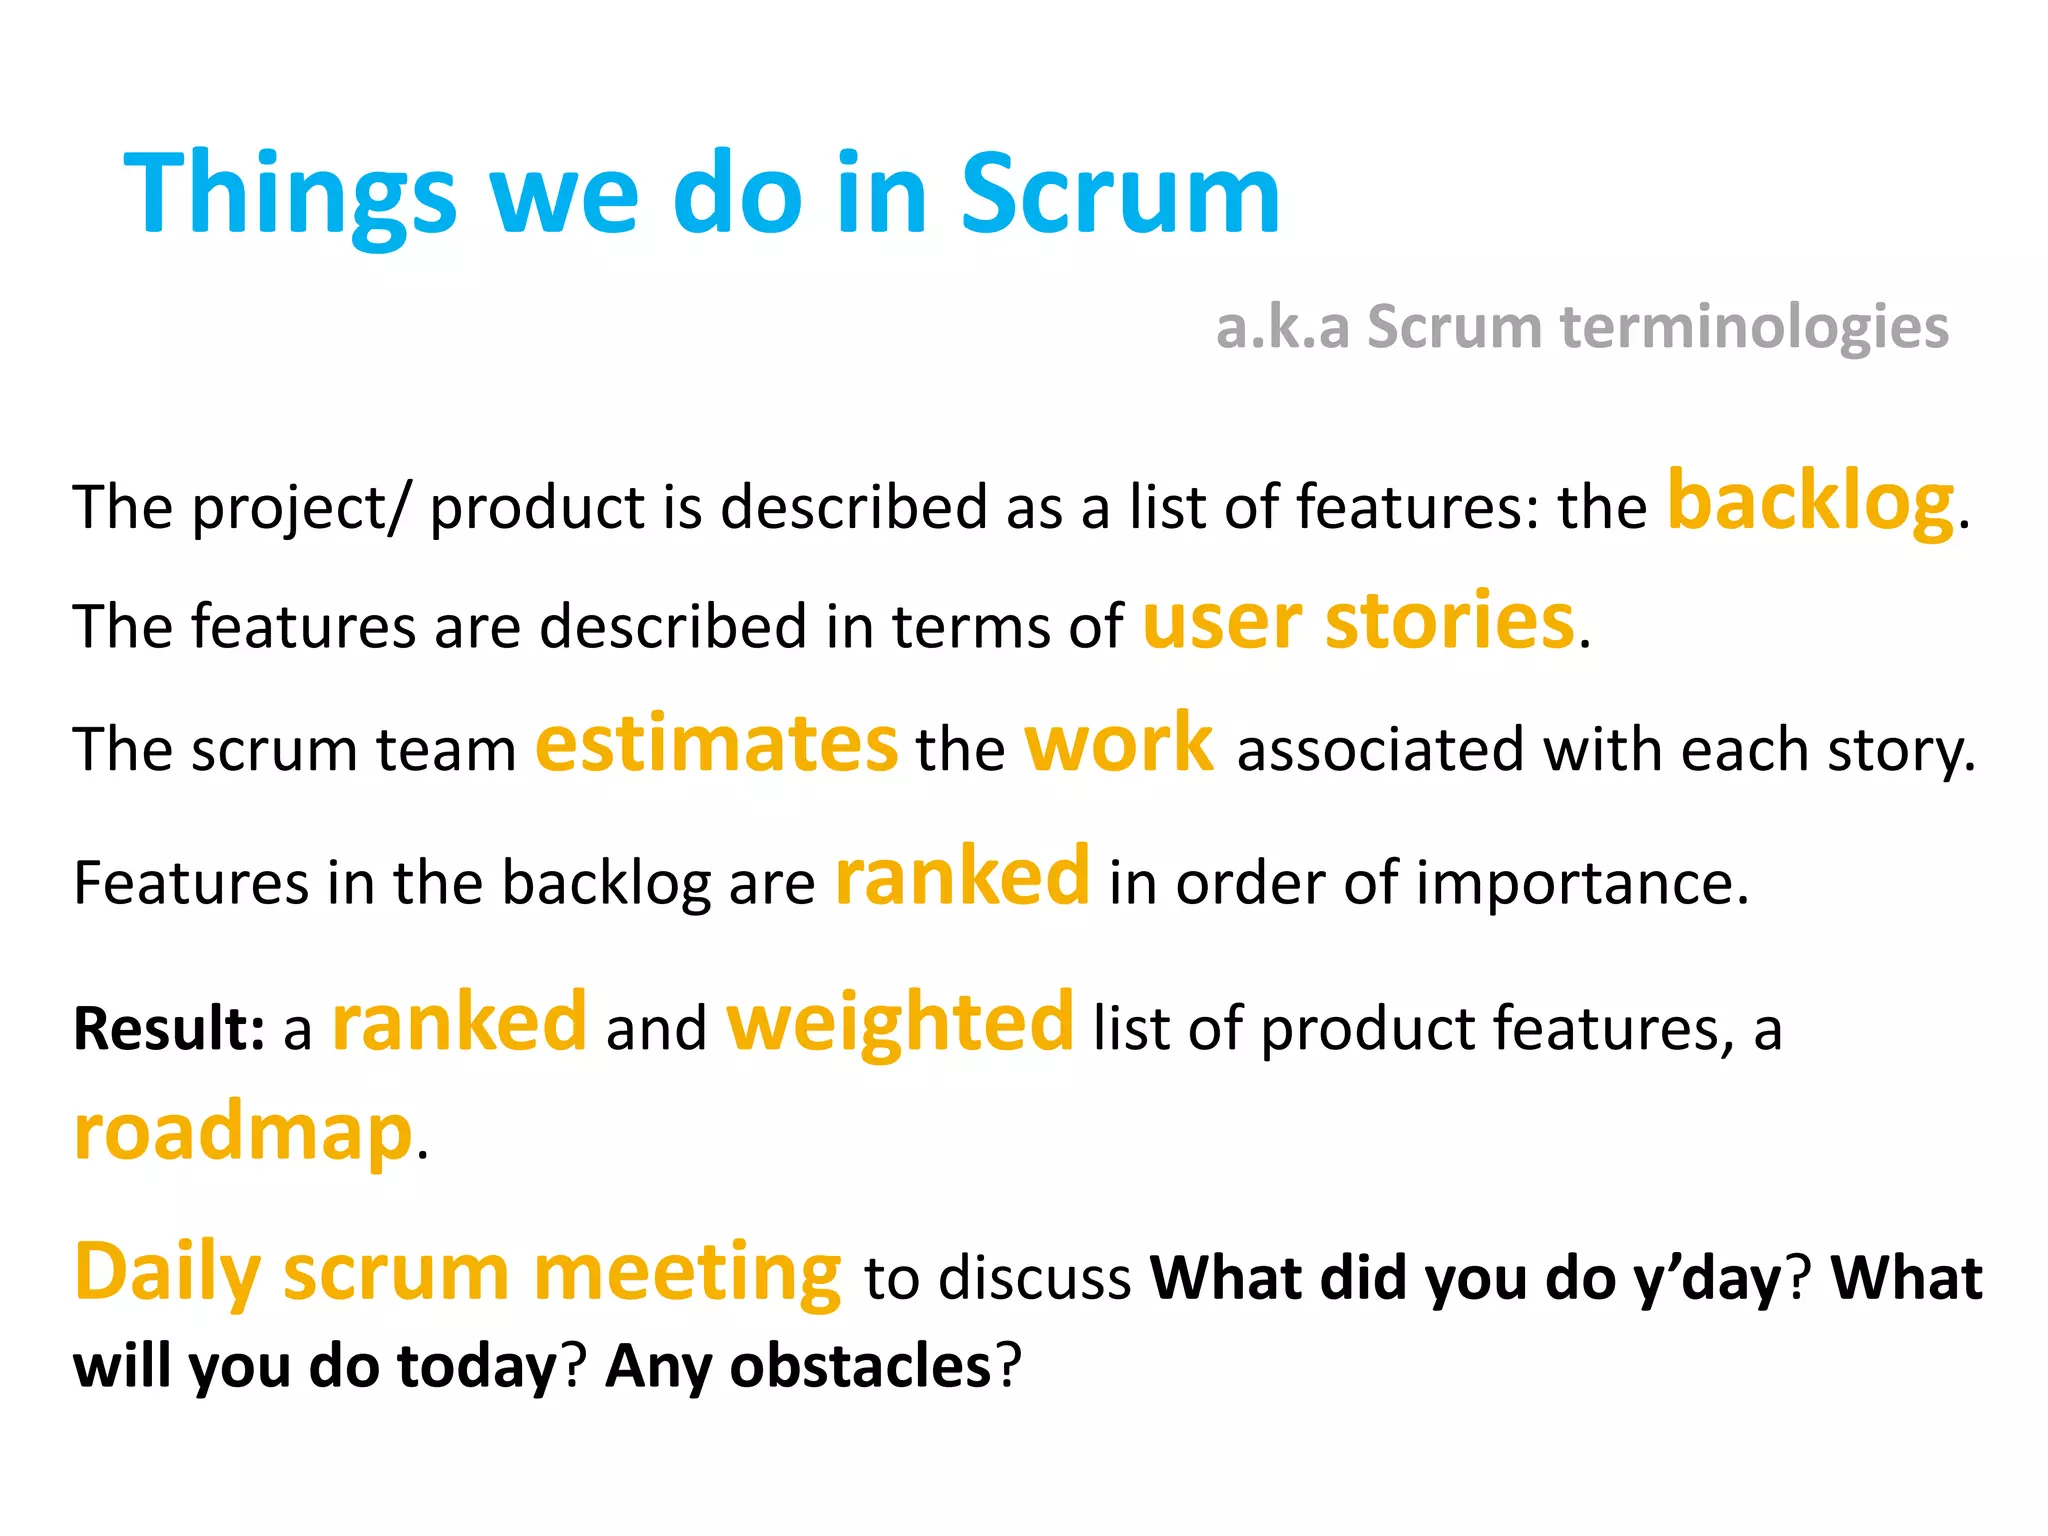 Things we do in Scrum
a.k.a Scrum terminologies
The project/ product is described as a list of features: the backlog.
The features are described in terms of user stories.
The scrum team estimates the work associated with each story.
Features in the backlog are ranked in order of importance.
Result: a ranked and weighted list of product features, a
roadmap.
Daily scrum meeting to discuss What did you do y’day? What
will you do today? Any obstacles?